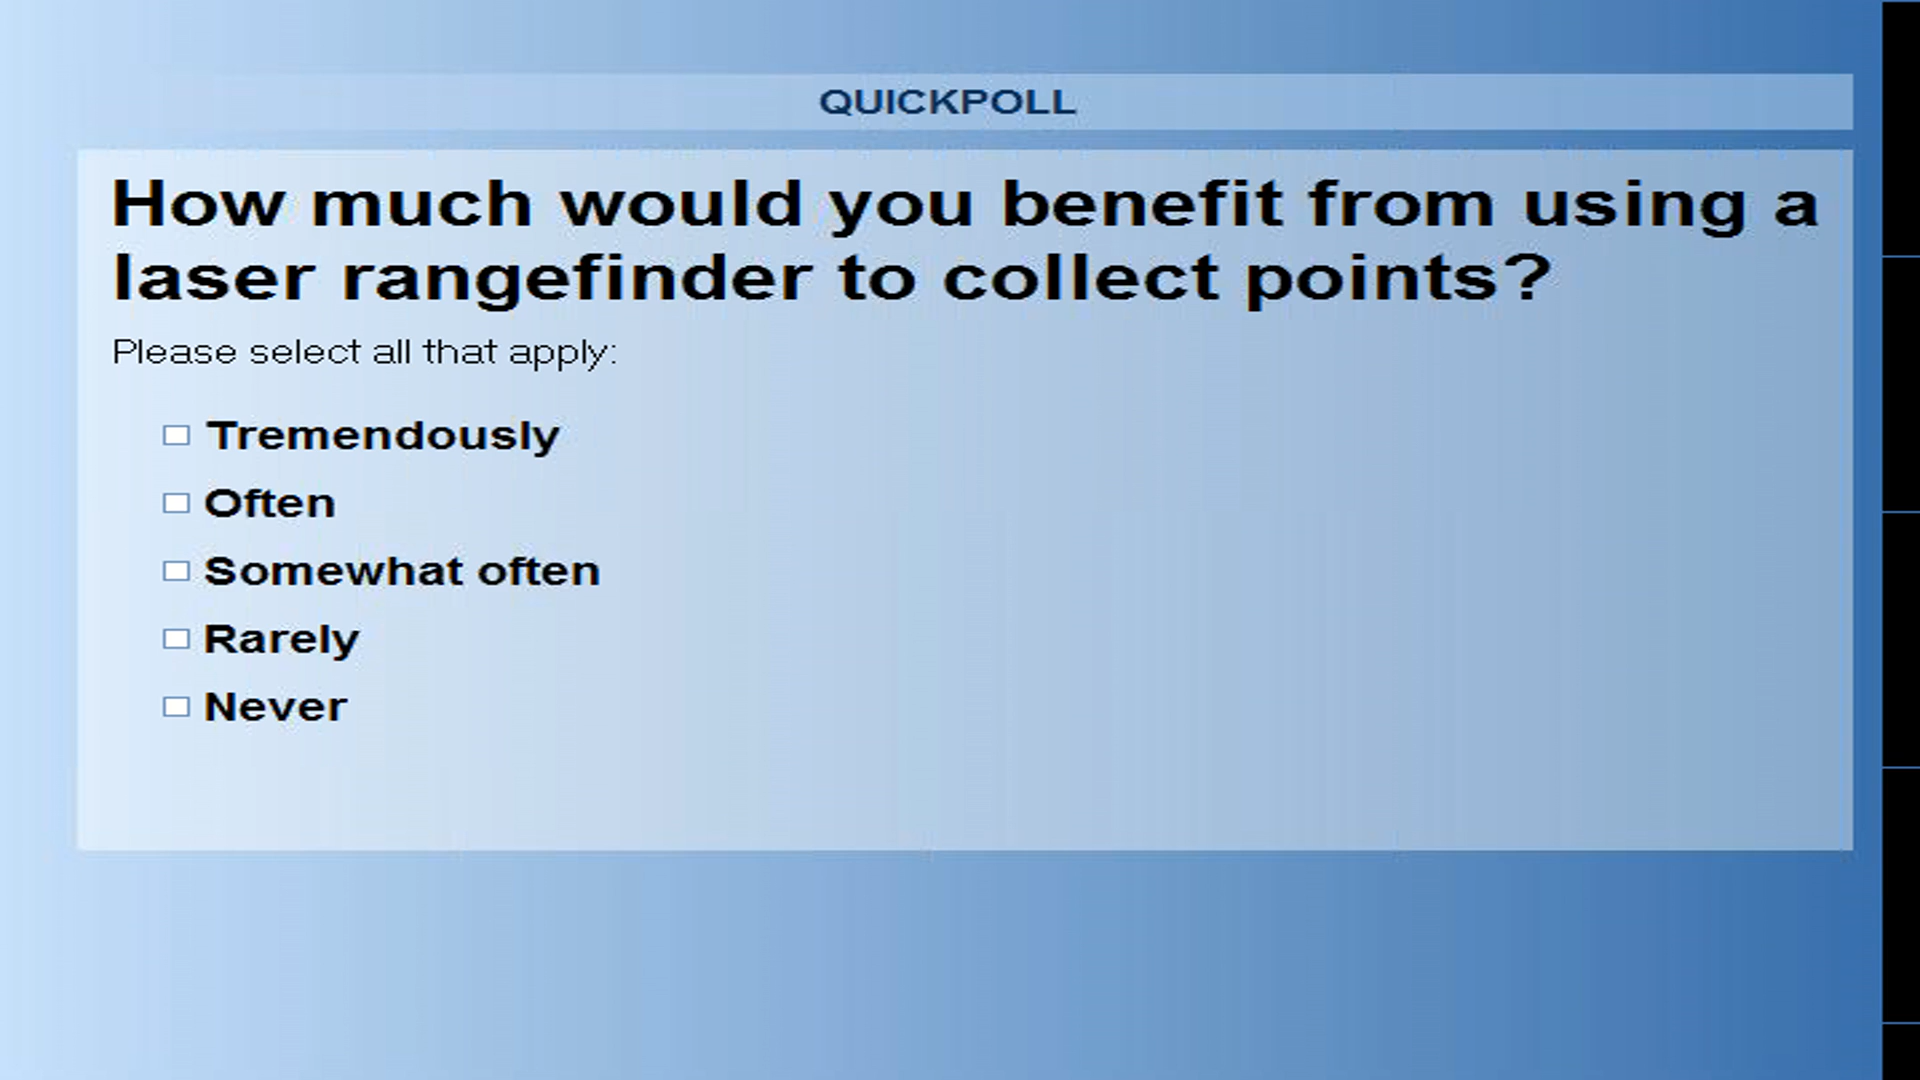 QUICKPOLL
How much would you benefit from using a
laser rangefinder to collect points?
Please select all that apply:
Tremendously
Often
Somewhat often
Rarely
Never